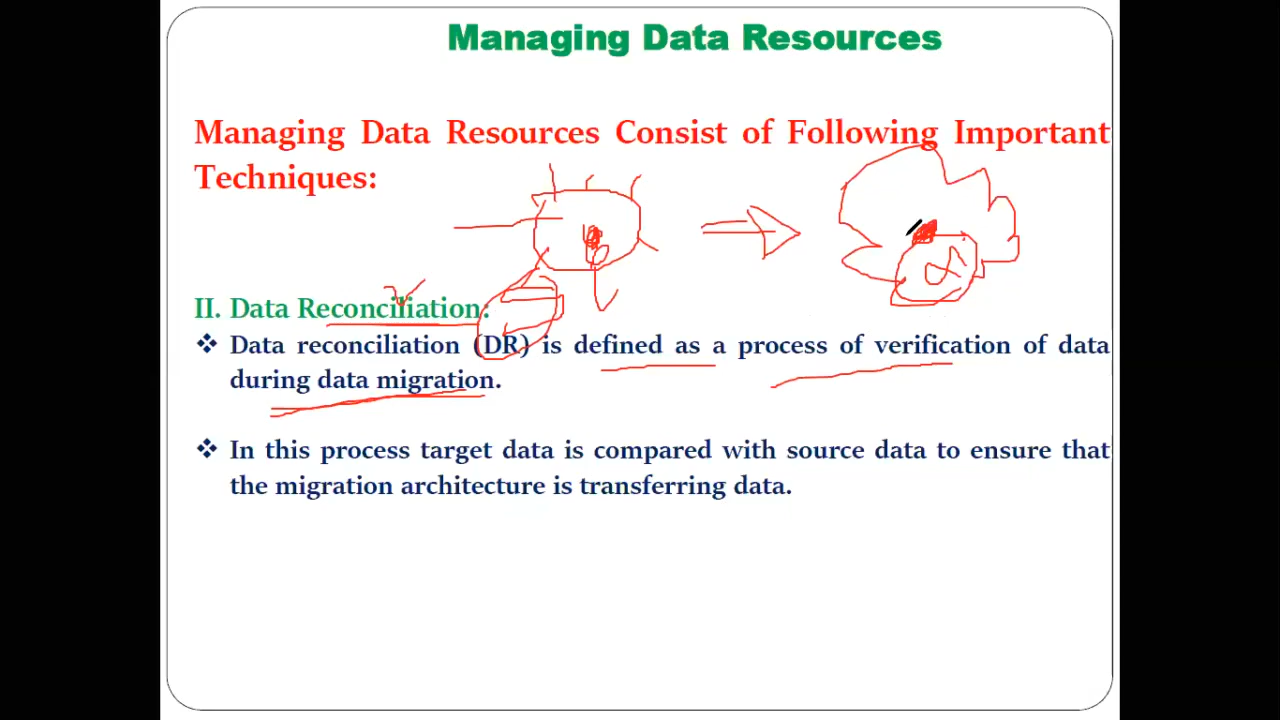 Managing Data Resources
Managing Data Resources Consist of Following Important
Techniques:
II. Data Reconciliation:
❖ Data reconciliation (DR) is defined as a process of verification of data
during data migration.
❖ In this process target data is compared with source data to ensure that
the migration architecture is transferring data.